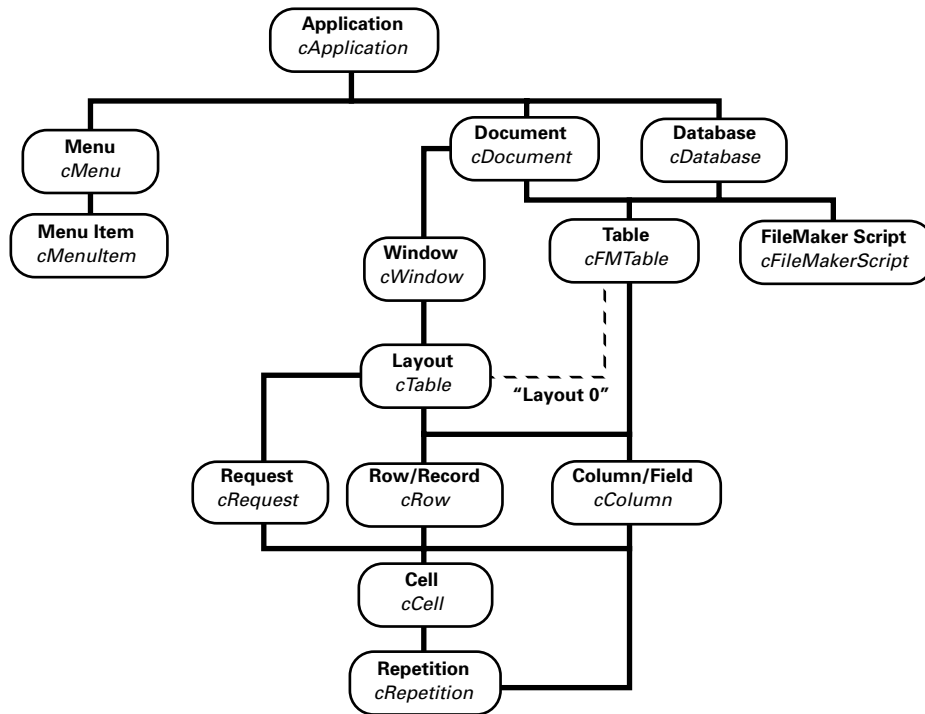 Application
cApplication
Menu
cMenu
Document
cDocument
Database
cDatabase
Menu Item
cMenuItem
Window
cWindow
Table
cFMTable
FileMaker Script
cFileMakerScript
Layout
cTable
“Layout 0”
Request
cRequest
Row/Record
cRow
Column/Field
cColumn
Cell
cCell
Repetition
cRepetition